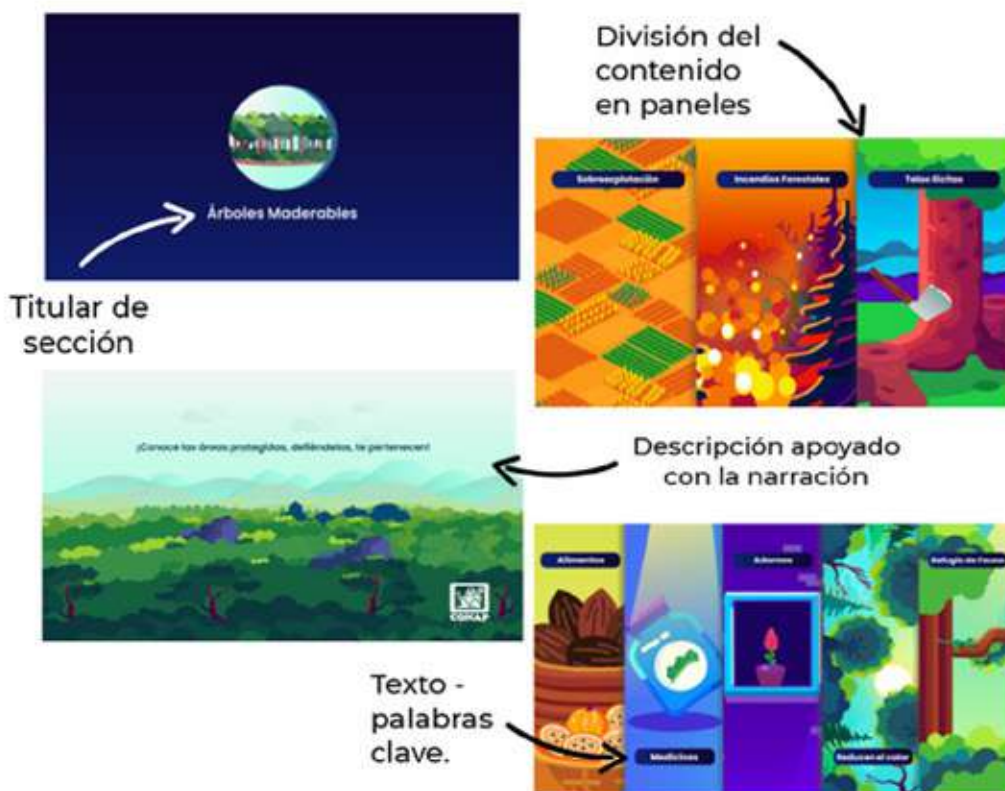 División del
contenido
en paneles
Árboles Maderables
Sobreexplotación
Incendios Forestales
Talas Ilícitas
Titular de
sección
¡Conoce las áreas protegidas, defiéndelas, te pertenecen!
CONAP
Descripción apoyado
con la narración
Alimentos
Adornos
Refugio de Fauna
Texto -
palabras
clave.
Medicinas
Reducen el calor